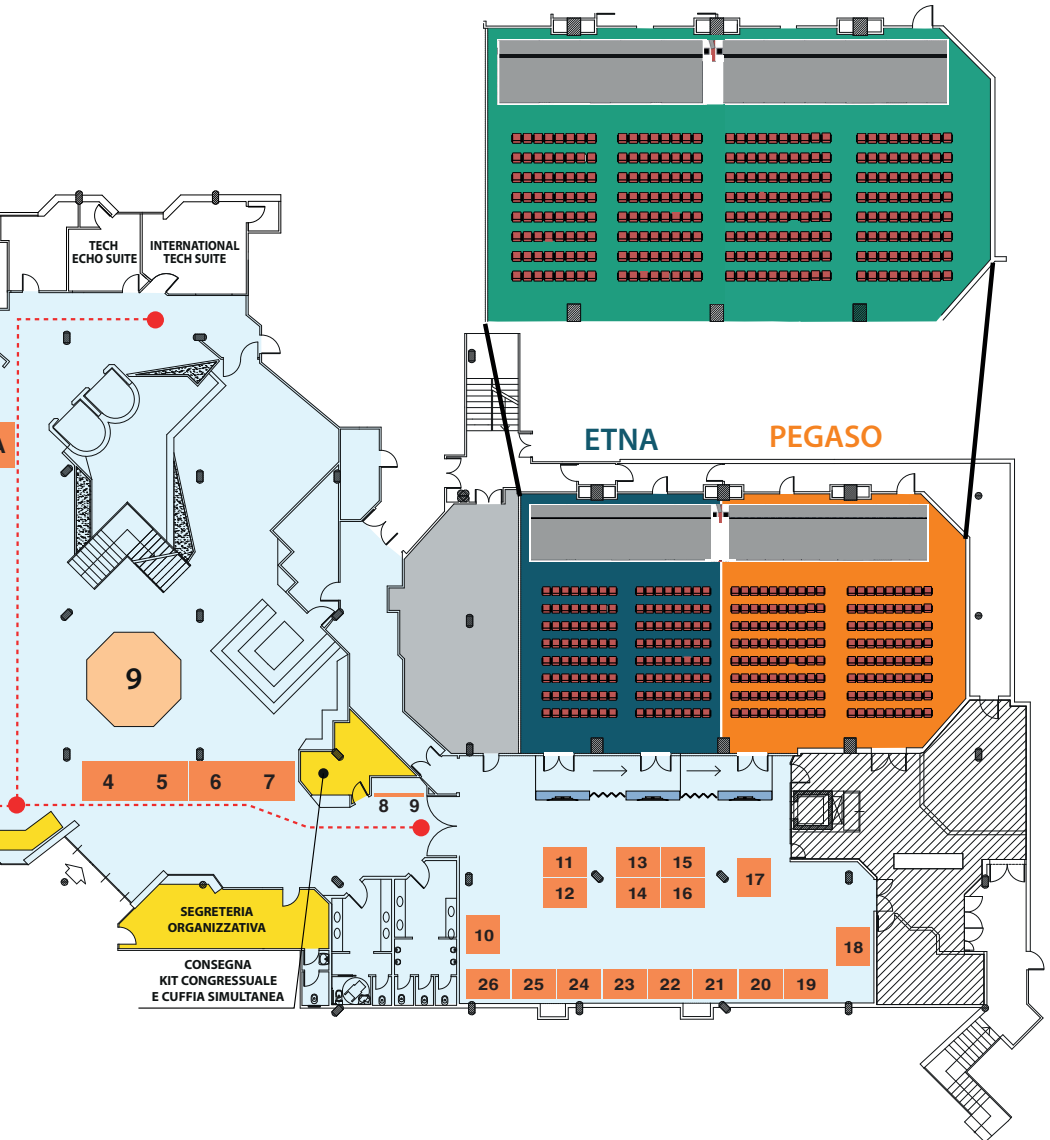 TECH
ECHO SUITE
INTERNATIONAL
TECH SUITE
ETNA
PEGASO
A
9
4
5
6
7
8
9
11
13
15
12
14
16
17
10
18
26
25
24
23
22
21
20
19
SEGRETERIA
ORGANIZZATIVA
CONSEGNA
KIT CONGRESSUALE
E CUFFIA SIMULTANEA